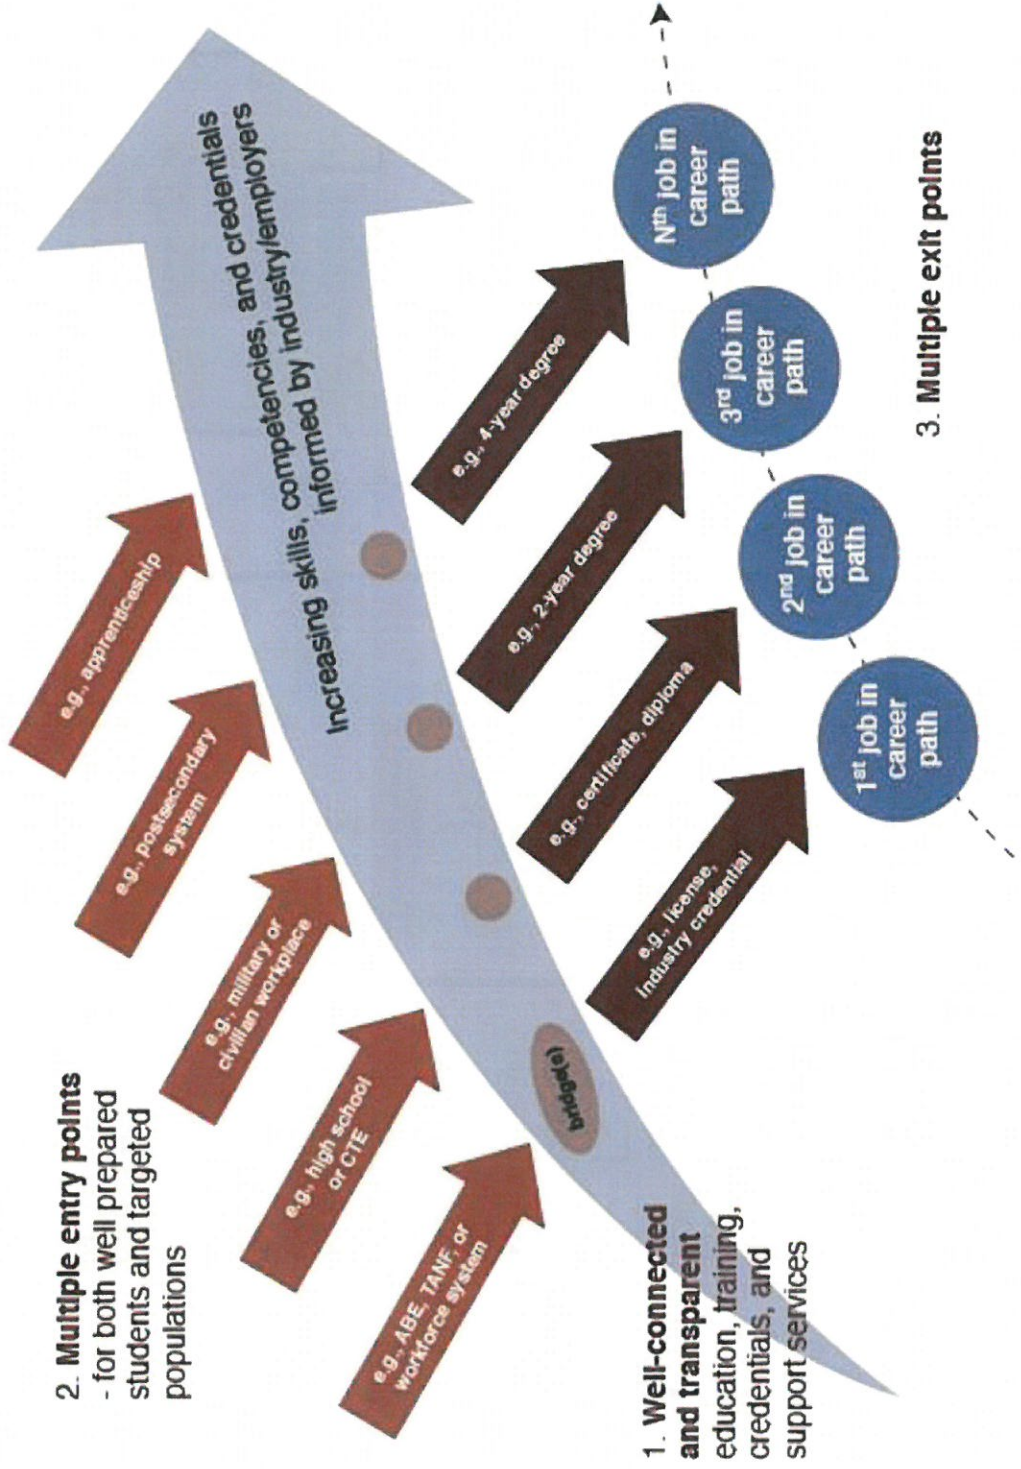 2. Multiple entry points
- for both well prepared
students and targeted
populations
e.g., ABE, TANF, or
workforce system
e.g., high school
or CTE
e.g., military or
civilian workplace
e.g., postsecondary
system
e.g., apprenticeship
Increasing skills, competencies, and credentials
informed by industry/employers
bridge(s)
1. Well-connected
and transparent
education, training,
credentials, and
support services
e.g., license,
industry credential
e.g., certificate, diploma
e.g., 2-year degree
e.g., 4-year degree
1st job in
career
path
2nd job in
career
path
3rd job in
career
path
Nth job in
career
path
3. Multiple exit points